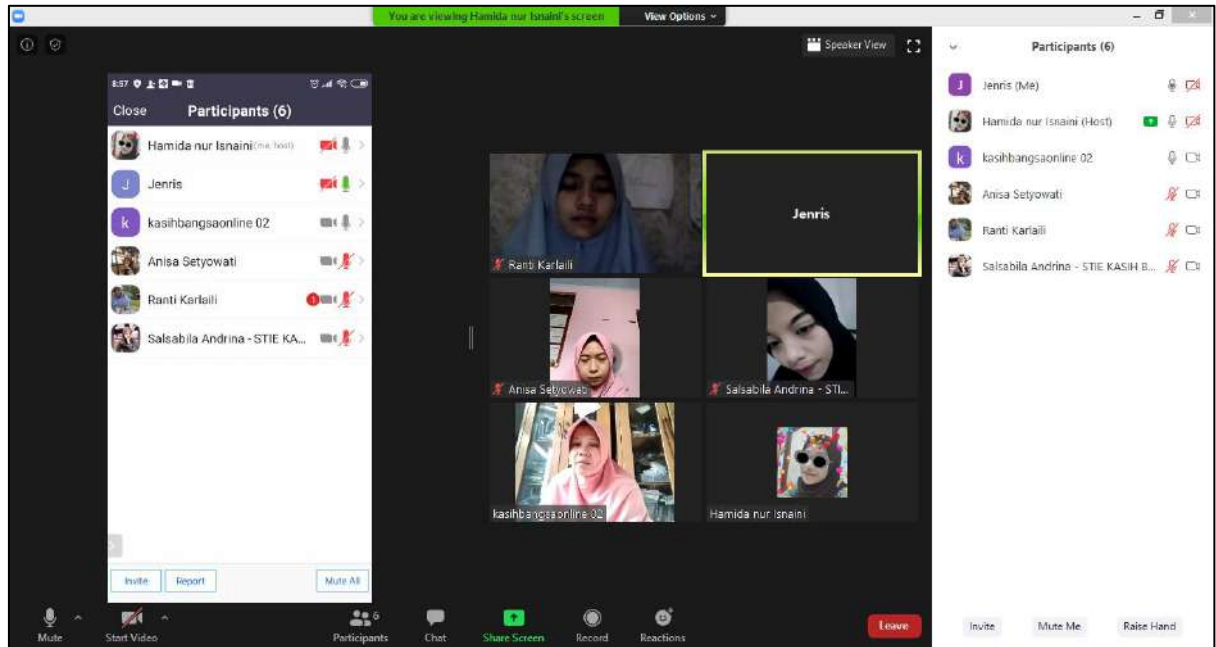 You are viewing Hamida nur Isnaini's screen
View Options
Speaker View
8:57
Close Participants (6)
Hamida nur Isnaini(me, host)
Jenris
kasihbangsaonline 02
Anisa Setyowati
Ranti Karlaili
Salsabila Andrina - STIE KA...
Invite Report Mute All
Ranti Karlaili
Jenris
Anisa Setyowati
Salsabila Andrina - STI...
kasihbangsaonline 02
Hamida nur Isnaini
Participants (6)
J Jenris (Me)
Hamida nur Isnaini (Host)
k kasihbangsaonline 02
Anisa Setyowati
Ranti Karlaili
Salsabila Andrina - STIE KASIH B...
Mute
Start Video
Participants 6
Chat
Share Screen
Record
Reactions
Leave
Invite Mute Me Raise Hand